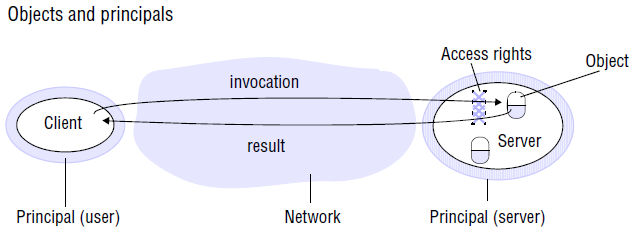 Objects and principals
Access rights
Object
invocation
Client
Server
result
Principal (user)
Network
Principal (server)